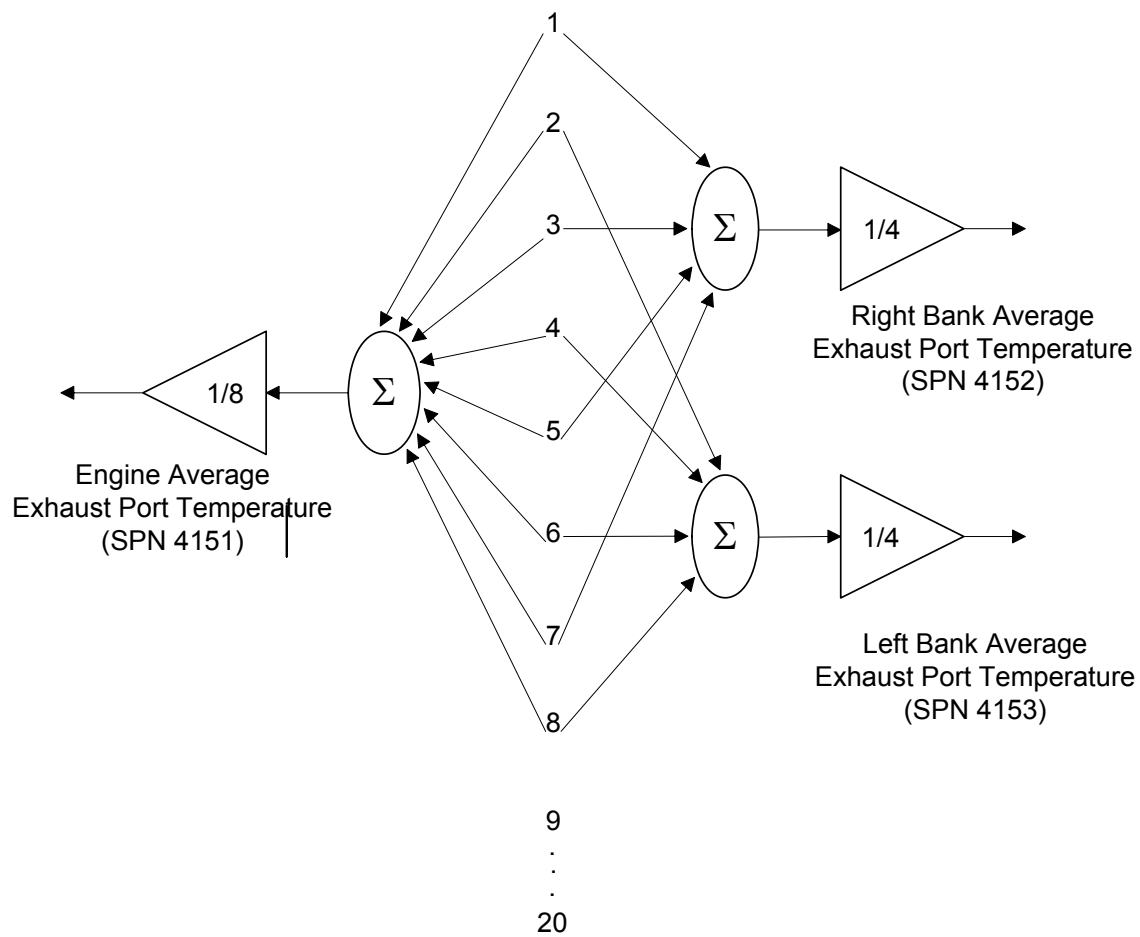 1
2
3
Σ
1/4
Right Bank Average
Exhaust Port Temperature
(SPN 4152)
4
1/8
Σ
Engine Average
Exhaust Port Temperature
(SPN 4151)
5
6
Σ
1/4
Left Bank Average
Exhaust Port Temperature
(SPN 4153)
7
8
9
.
.
.
20